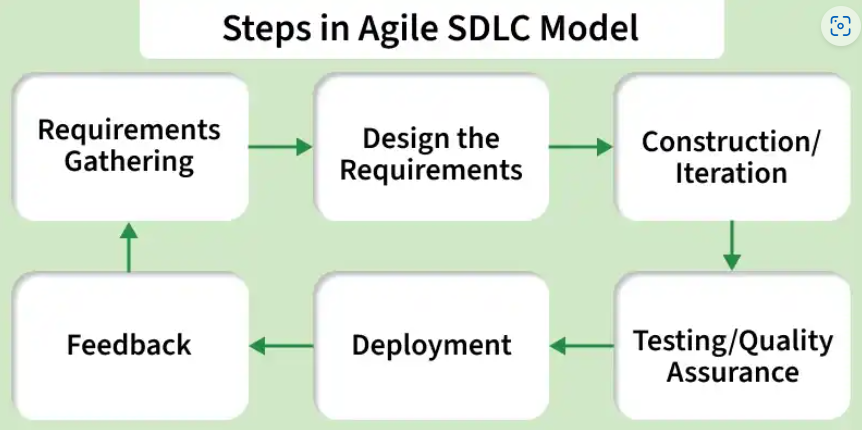 Steps in Agile SDLC Model
Requirements
Gathering
Design the
Requirements
Construction/
Iteration
Feedback
Deployment
Testing/Quality
Assurance